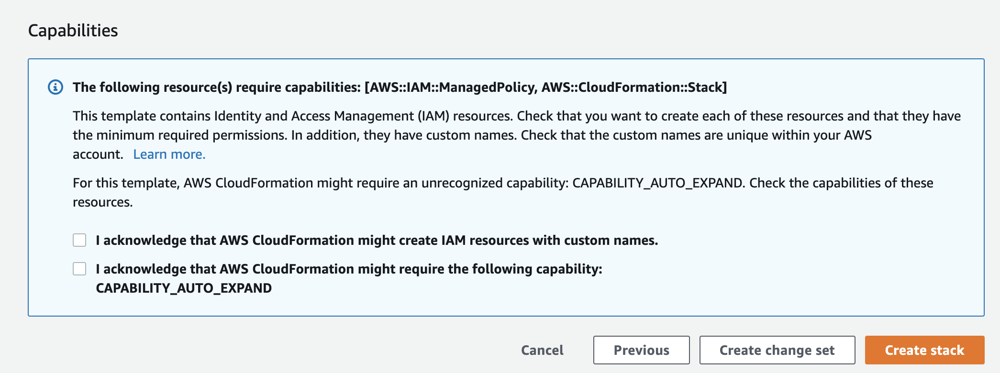 Capabilities
The following resource(s) require capabilities: [AWS::IAM::ManagedPolicy, AWS::CloudFormation::Stack]
This template contains Identity and Access Management (IAM) resources. Check that you want to create each of these resources and that they have
the minimum required permissions. In addition, they have custom names. Check that the custom names are unique within your AWS
account. Learn more.
For this template, AWS CloudFormation might require an unrecognized capability: CAPABILITY_AUTO_EXPAND. Check the capabilities of these
resources.
I acknowledge that AWS CloudFormation might create IAM resources with custom names.
I acknowledge that AWS CloudFormation might require the following capability:
CAPABILITY_AUTO_EXPAND
Cancel Previous Create change set Create stack